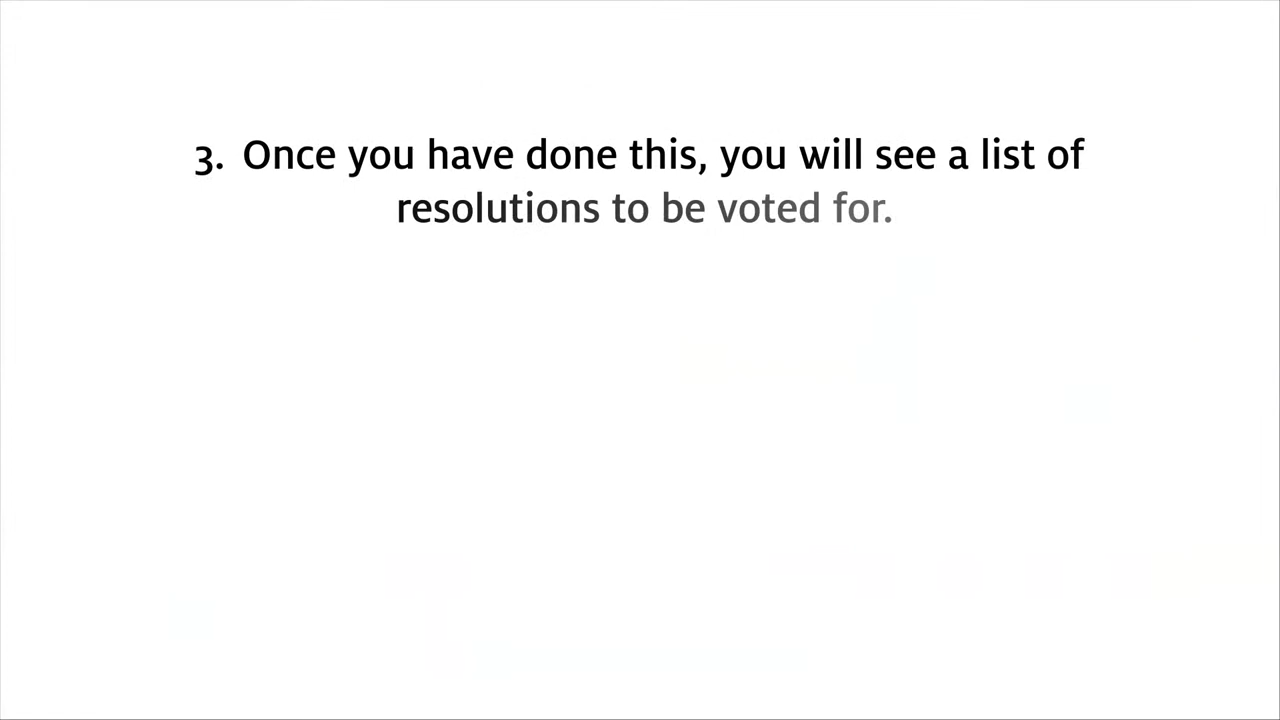 3. Once you have done this, you will see a list of
resolutions to be voted for.